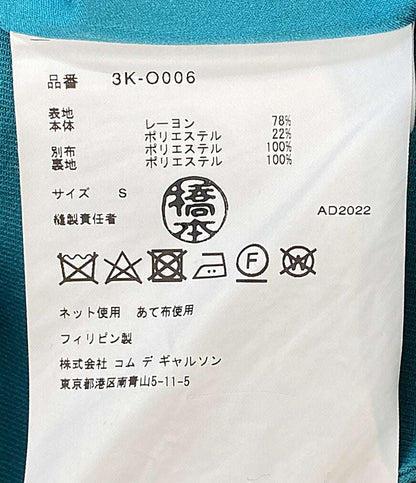 品番 3K-O006
表地
本体 レーヨン 78%
ポリエステル 22%
別布 ポリエステル 100%
裏地 ポリエステル 100%
サイズ S
橋本
縫製責任者
AD2022
F W
ネット使用 あて布使用
フィリピン製
株式会社 コム デ ギャルソン
東京都港区南青山5-11-5